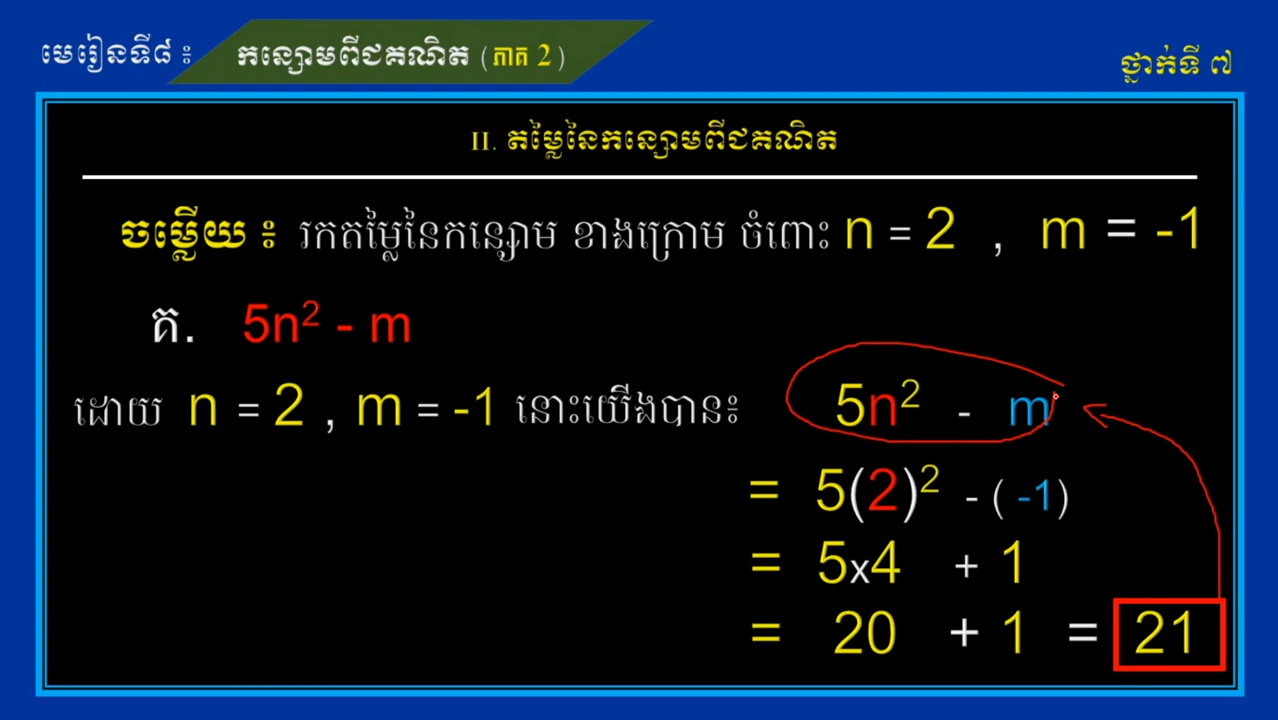 មេរៀនទី៨ ៖ កន្សោមពីជគណិត (ភាគ 2) ថ្នាក់ទី ៧
II. តម្លៃនៃកន្សោមពីជគណិត
ចម្លើយ ៖ រកតម្លៃនៃកន្សោម ខាងក្រោម ចំពោះ n = 2 , m = -1
គ. 5n² - m
ដោយ n = 2 , m = -1 នោះយើងបាន៖ 5n² - m
= 5(2)² - ( -1)
= 5x4 + 1
= 20 + 1 = 21